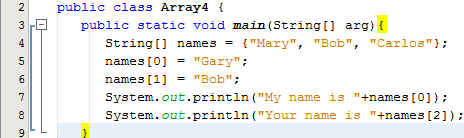 2 public class Array4 {
3 public static void main(String[] arg){
4 String[] names = {"Mary", "Bob", "Carlos"};
5 names[0] = "Gary";
6 names[1] = "Bob";
7 System.out.println("My name is "+names[0]);
8 System.out.println("Your name is "+names[2]);
9 }